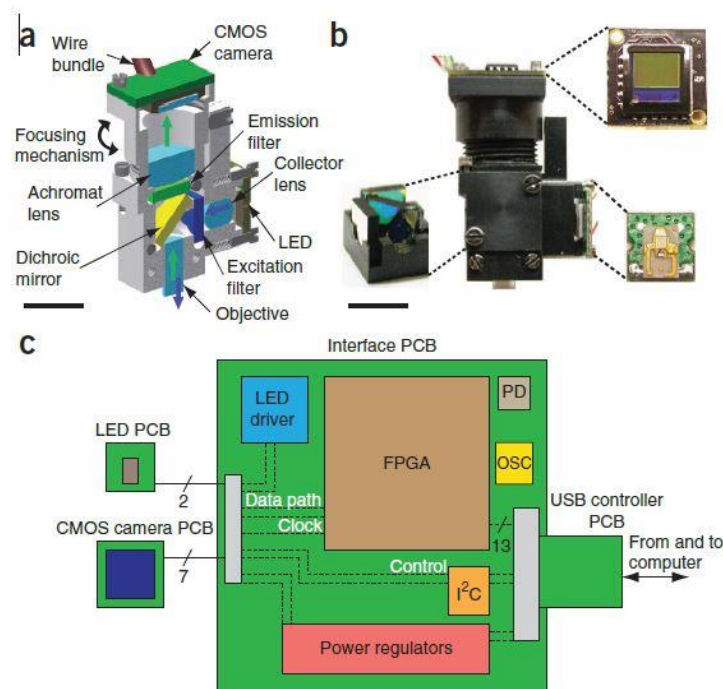 a
Wire
bundle
CMOS
camera
Focusing
mechanism
Emission
filter
Collector
lens
Achromat
lens
LED
Dichroic
mirror
Excitation
filter
Objective
b
c
Interface PCB
LED
driver
FPGA
PD
OSC
LED PCB
2
Data path
Clock
USB controller
PCB
13
CMOS camera PCB
7
Control
I²C
From and to
computer
Power regulators